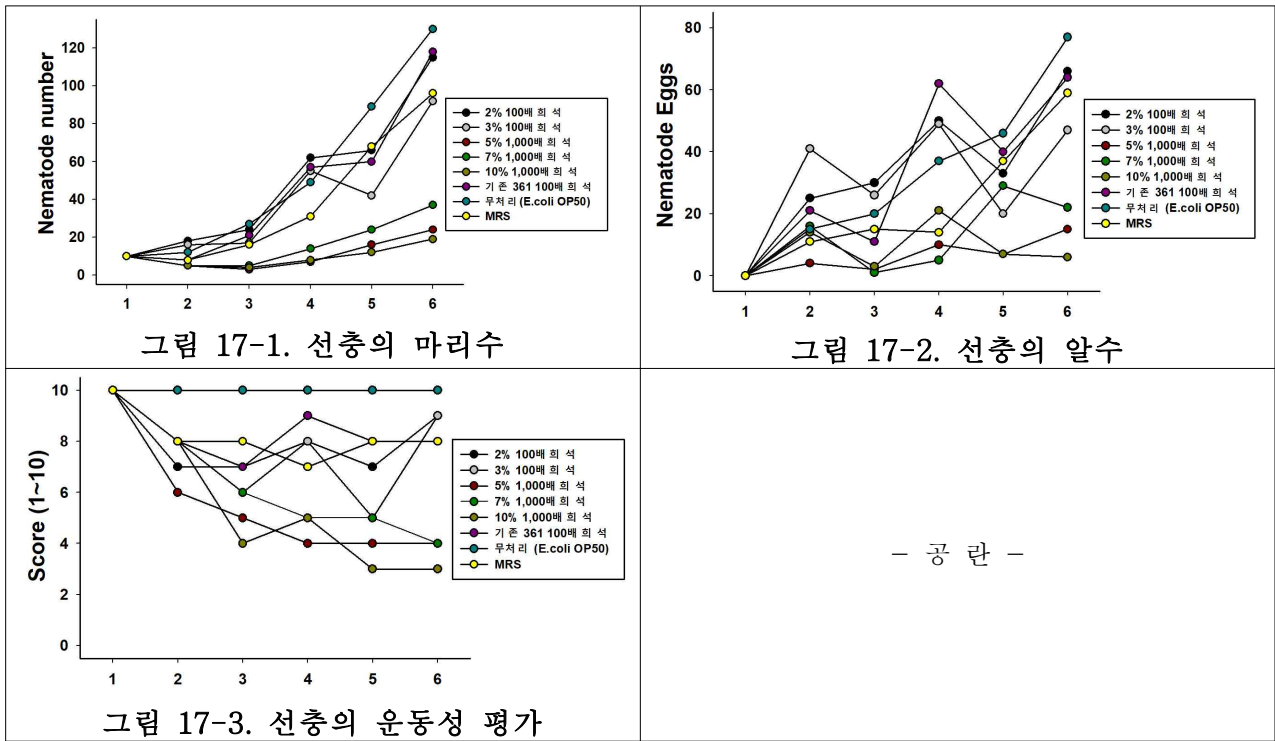 Nematode number
120
100
80
60
40
20
0
1 2 3 4 5 6
2% 100배 희 석
3% 100배 희 석
5% 1,000배 희 석
7% 1,000배 희 석
10% 1,000배 희 석
기존 361 100배 희 석
무처리 (E.coli OP50)
MRS
그림 17-1. 선충의 마리수
Nematode Eggs
80
60
40
20
0
1 2 3 4 5 6
2% 100배 희 석
3% 100배 희 석
5% 1,000배 희 석
7% 1,000배 희 석
10% 1,000배 희 석
기존 361 100배 희 석
무처리 (E.coli OP50)
MRS
그림 17-2. 선충의 알수
Score (1~10)
10
8
6
4
2
0
1 2 3 4 5 6
2% 100배 희 석
3% 100배 희 석
5% 1,000배 희 석
7% 1,000배 희 석
10% 1,000배 희 석
기존 361 100배 희 석
무처리 (E.coli OP50)
MRS
그림 17-3. 선충의 운동성 평가
- 공 란 -